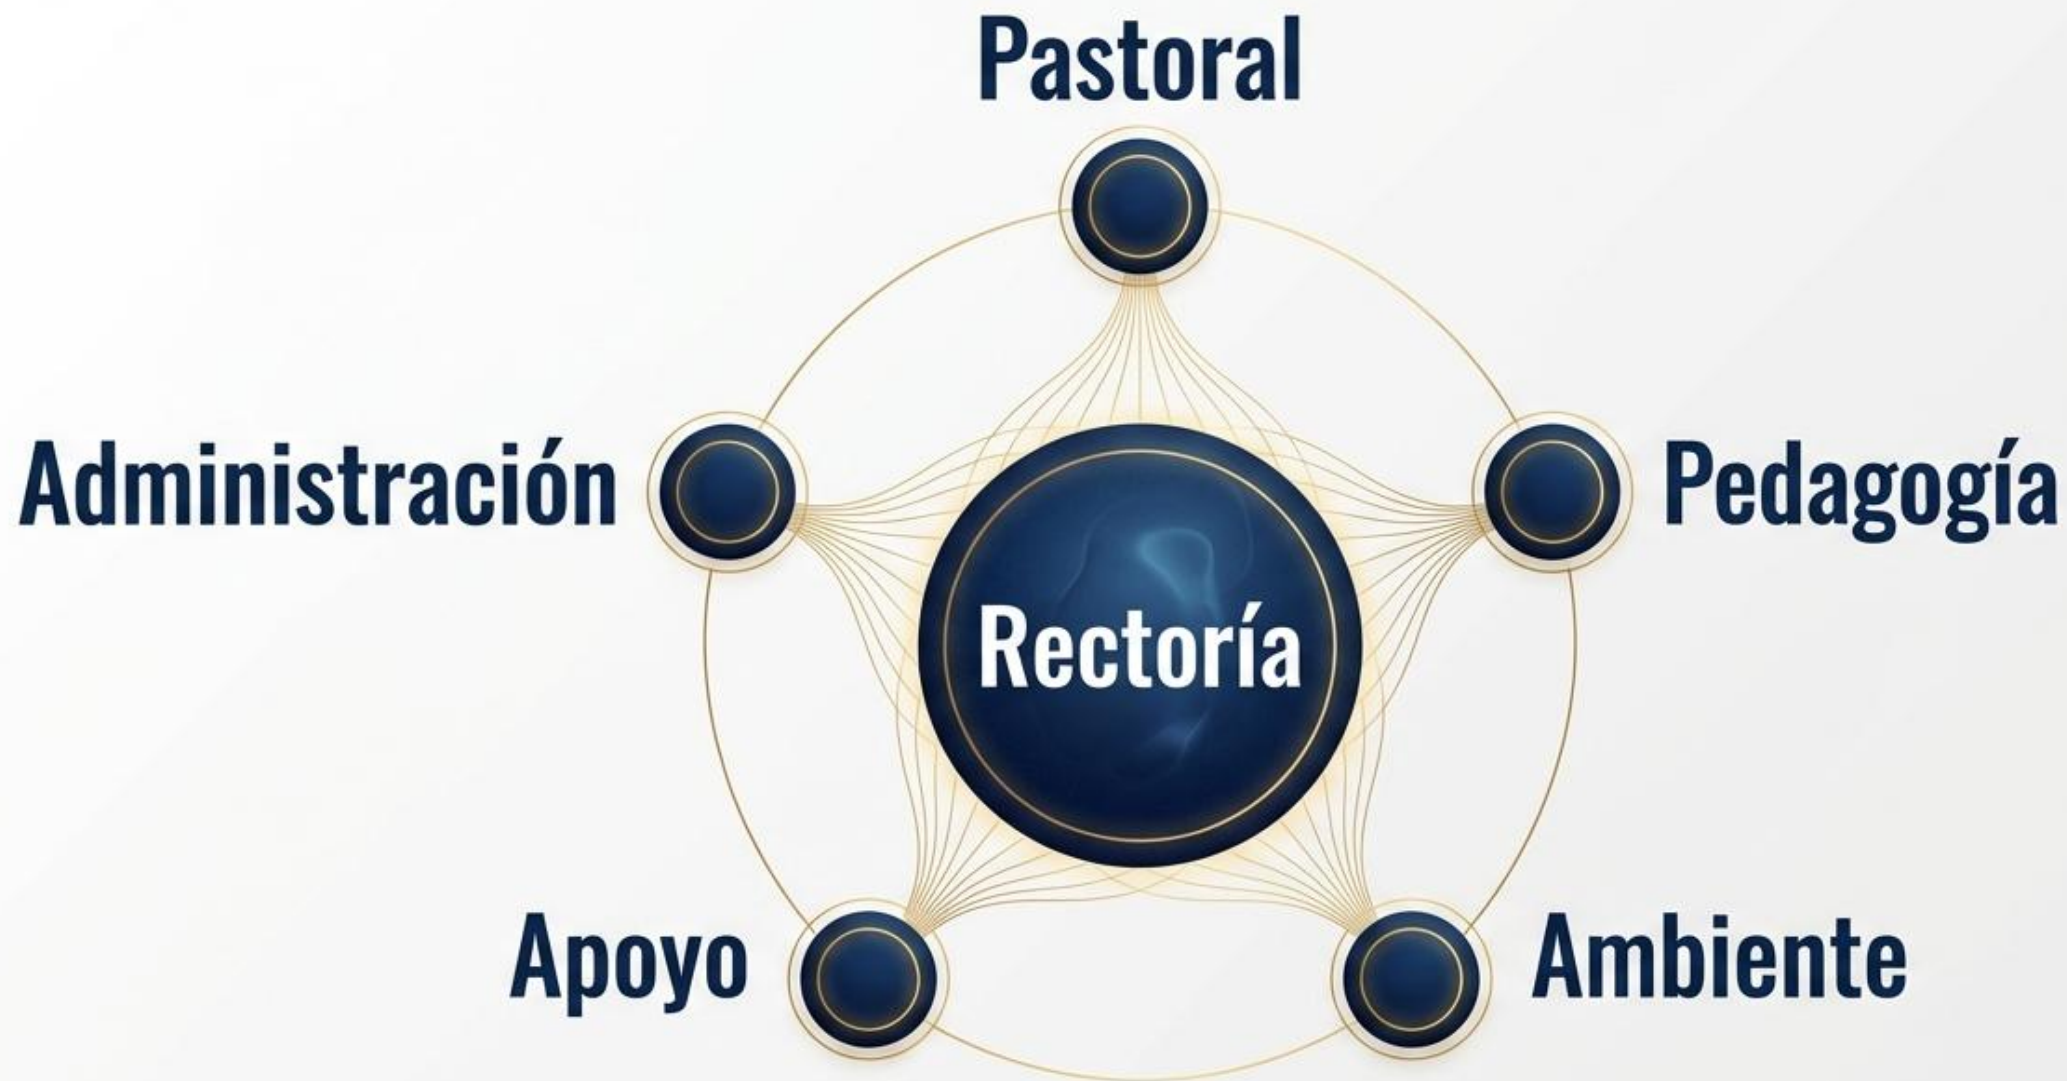 Pastoral
Administración
Pedagogía
Rectoría
Apoyo
Ambiente